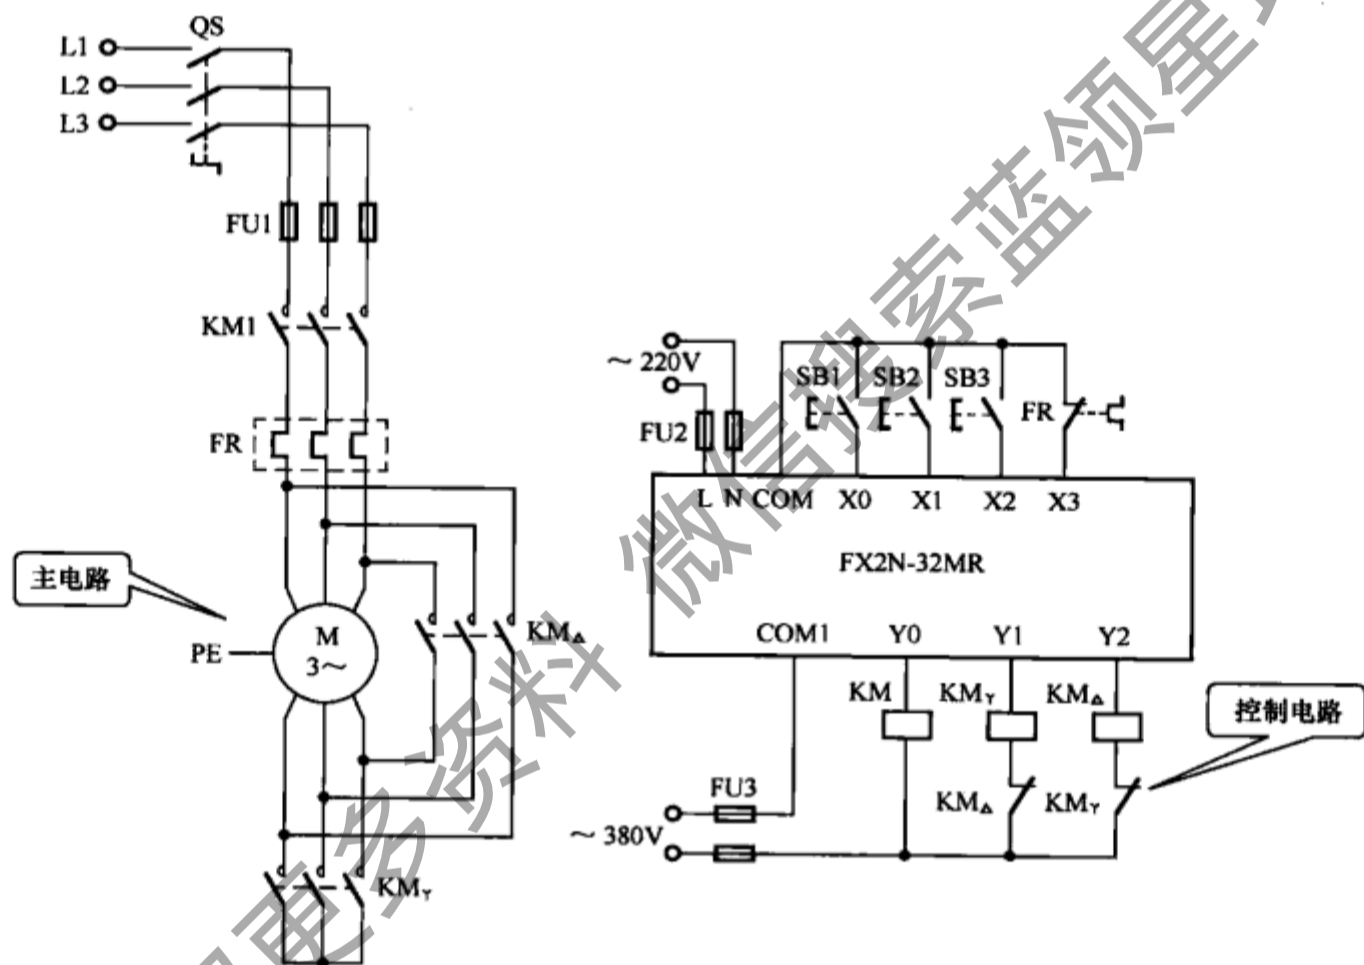 QS
L1
L2
L3
FU1
KM1
FR
主电路
PE
M
3～
KM△
KMY
～ 220V
FU2
SB1
SB2
SB3
FR
L N COM X0 X1 X2 X3
FX2N-32MR
COM1 Y0 Y1 Y2
KM
KMY
KM△
控制电路
KM△
KMY
FU3
～ 380V
更多资料 微信搜索蓝领星